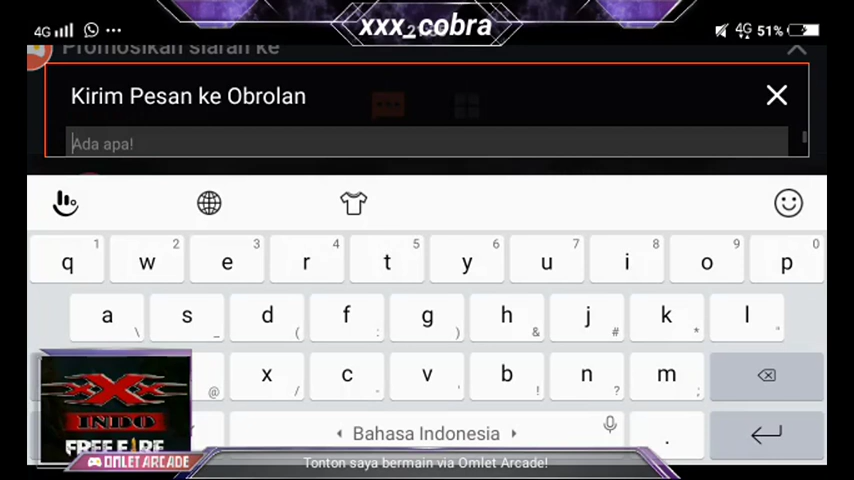 4G
xxx_cobra
4G 51%
Promosikan siaran ke
Kirim Pesan ke Obrolan
Ada apa!
q 1 w 2 e 3 r 4 t 5 y 6 u 7 i 8 o 9 p 0
a \ s _ d ( f : g ) h & j # k * l "
@ x / c - v ' b ! n ? m ;
Bahasa Indonesia .
XXX
INDO
FREE FIRE
OMLET ARCADE
Tonton saya bermain via Omlet Arcade!